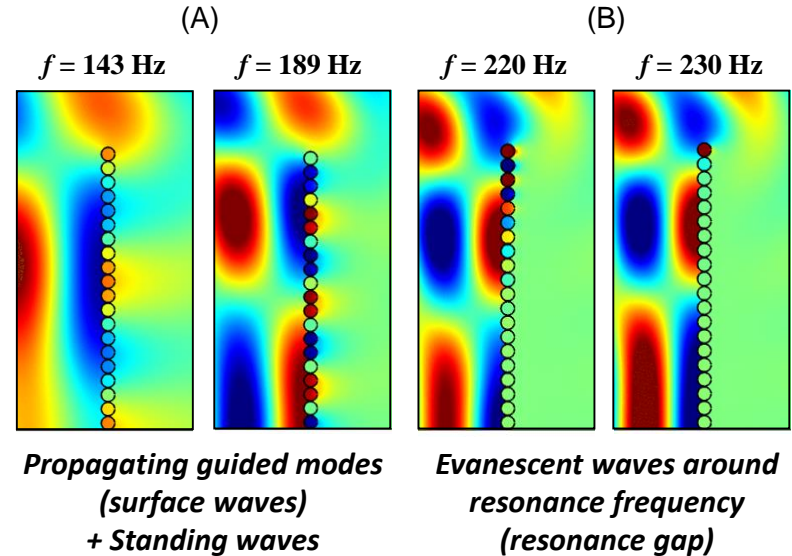 (A)
(B)
f = 143 Hz
f = 189 Hz
f = 220 Hz
f = 230 Hz
Propagating guided modes
(surface waves)
+ Standing waves
Evanescent waves around
resonance frequency
(resonance gap)